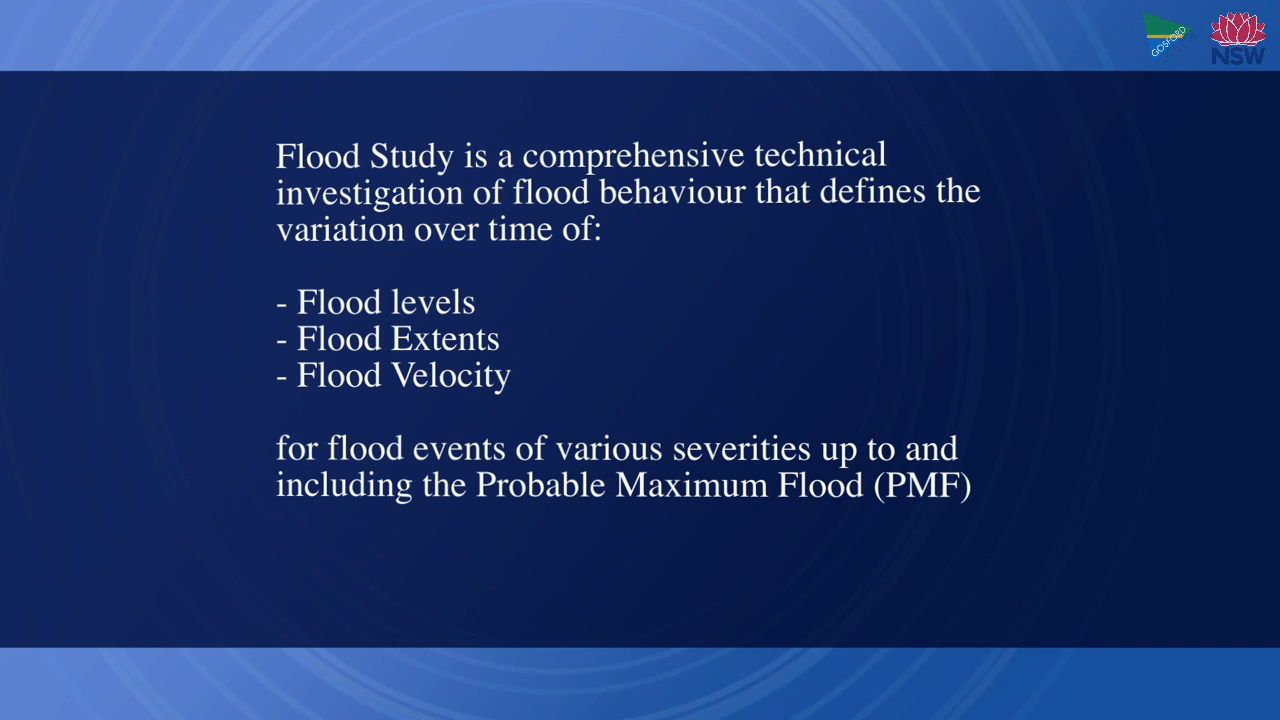 GOSFORD
NSW
Flood Study is a comprehensive technical
investigation of flood behaviour that defines the
variation over time of:
- Flood levels
- Flood Extents
- Flood Velocity
for flood events of various severities up to and
including the Probable Maximum Flood (PMF)